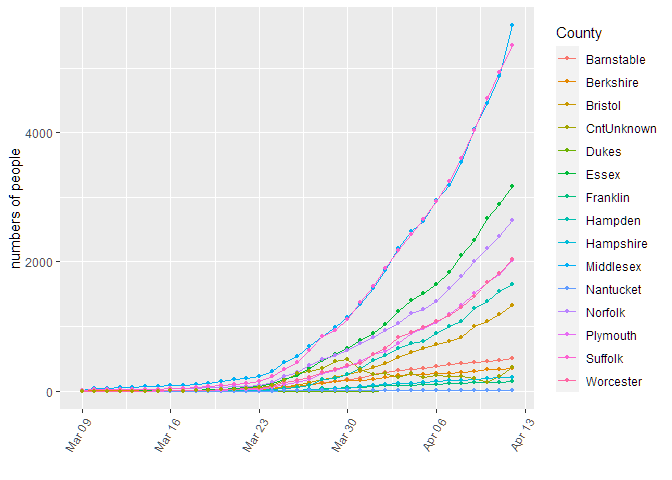 County
Barnstable
Berkshire
Bristol
CntUnknown
Dukes
Essex
Franklin
Hampden
Hampshire
Middlesex
Nantucket
Norfolk
Plymouth
Suffolk
Worcester
numbers of people
4000
2000
0
Mar 09
Mar 16
Mar 23
Mar 30
Apr 06
Apr 13